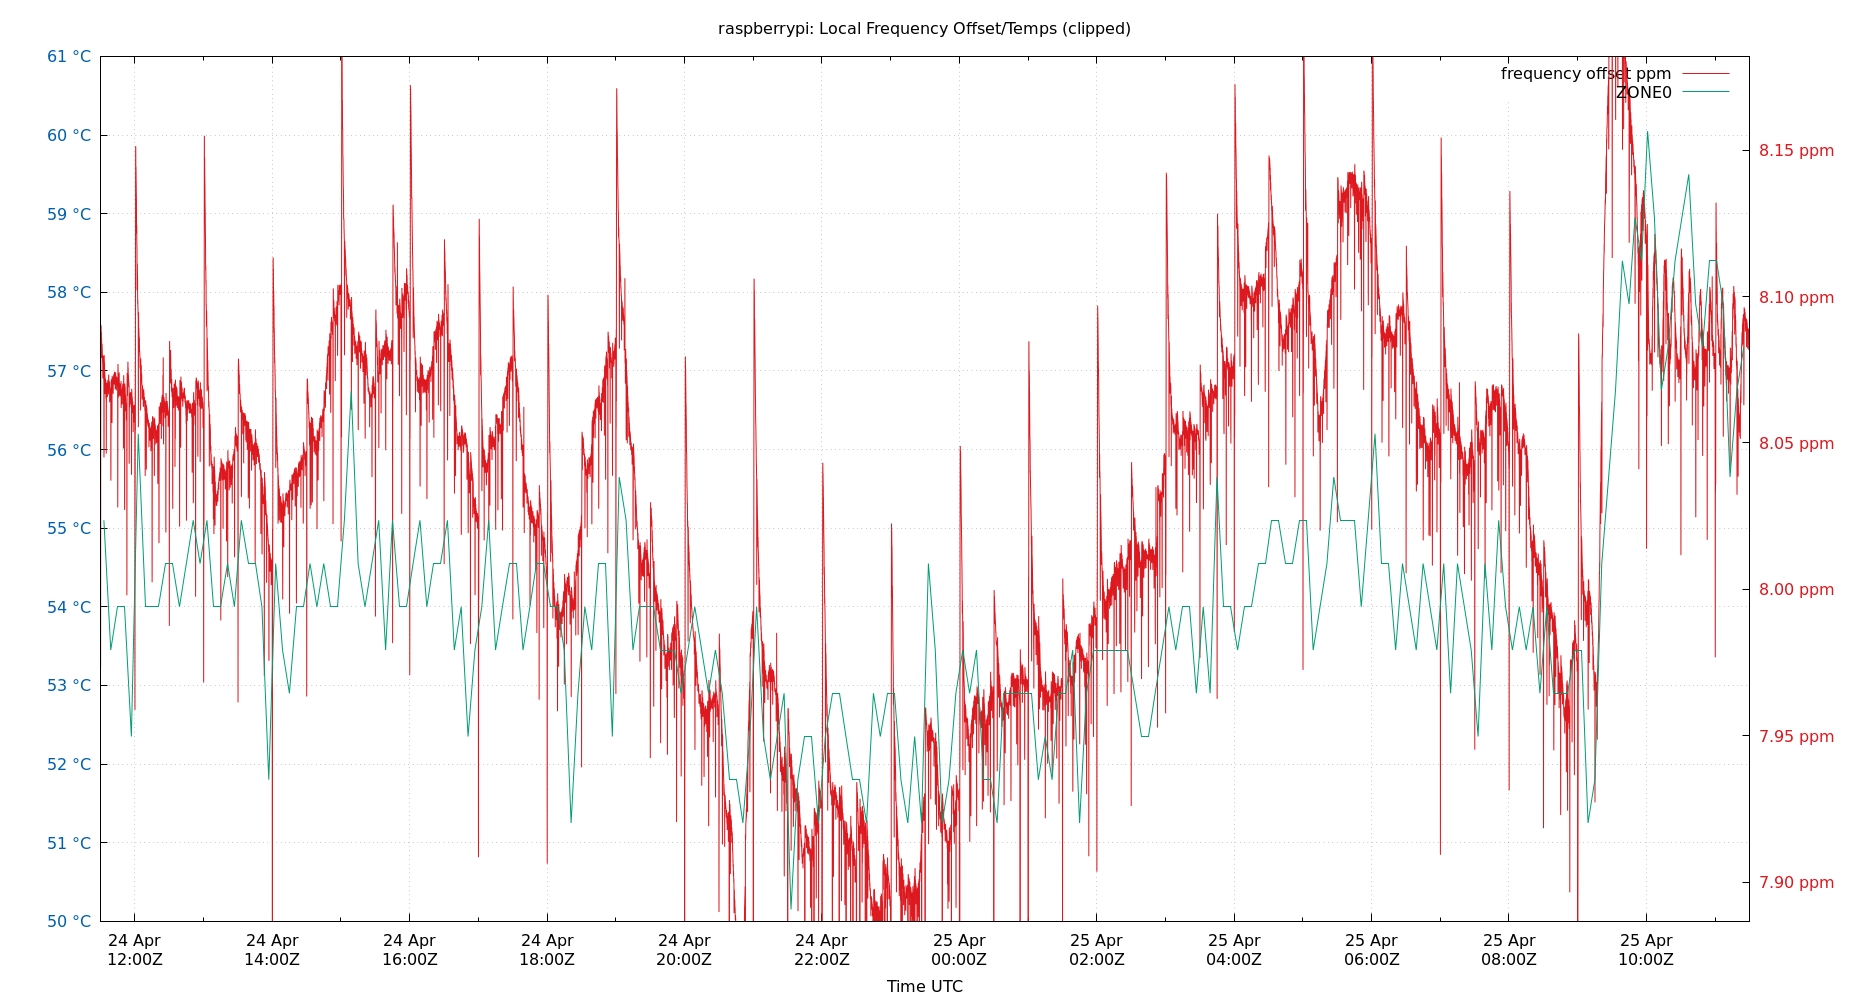 raspberrypi: Local Frequency Offset/Temps (clipped)
61 °C
60 °C
59 °C
58 °C
57 °C
56 °C
55 °C
54 °C
53 °C
52 °C
51 °C
50 °C
frequency offset ppm
ZONE0
8.15 ppm
8.10 ppm
8.05 ppm
8.00 ppm
7.95 ppm
7.90 ppm
24 Apr 24 Apr 24 Apr 24 Apr 24 Apr 24 Apr 25 Apr 25 Apr 25 Apr 25 Apr 25 Apr 25 Apr
12:00Z 14:00Z 16:00Z 18:00Z 20:00Z 22:00Z 00:00Z 02:00Z 04:00Z 06:00Z 08:00Z 10:00Z
Time UTC